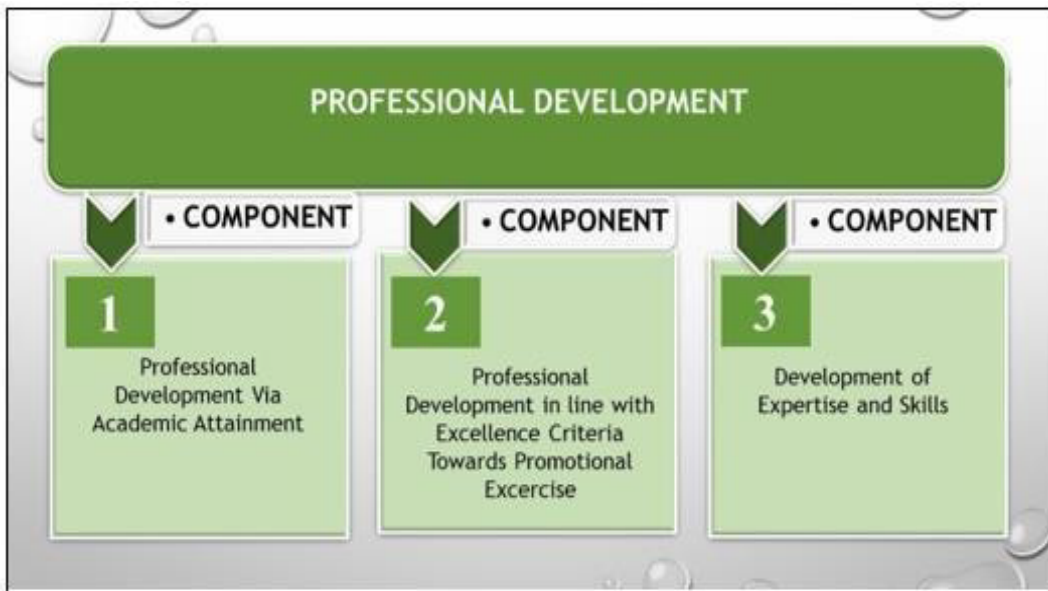 PROFESSIONAL DEVELOPMENT
• COMPONENT
1
Professional
Development Via
Academic Attainment
• COMPONENT
2
Professional
Development in line with
Excellence Criteria
Towards Promotional
Excercise
• COMPONENT
3
Development of
Expertise and Skills